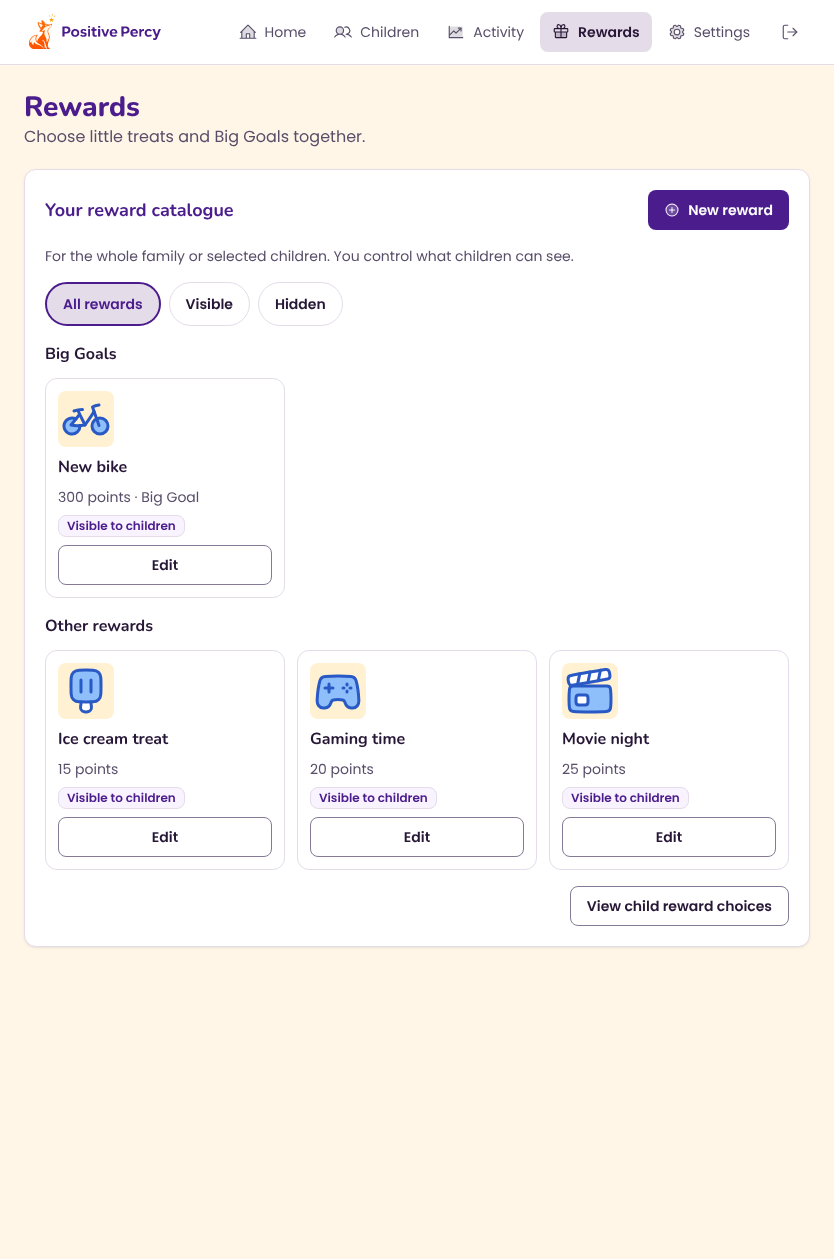 Positive Percy
Home
Children
Activity
Rewards
Settings
Rewards
Choose little treats and Big Goals together.
Your reward catalogue
New reward
For the whole family or selected children. You control what children can see.
All rewards
Visible
Hidden
Big Goals
New bike
300 points · Big Goal
Visible to children
Edit
Other rewards
Ice cream treat
15 points
Visible to children
Edit
Gaming time
20 points
Visible to children
Edit
Movie night
25 points
Visible to children
Edit
View child reward choices